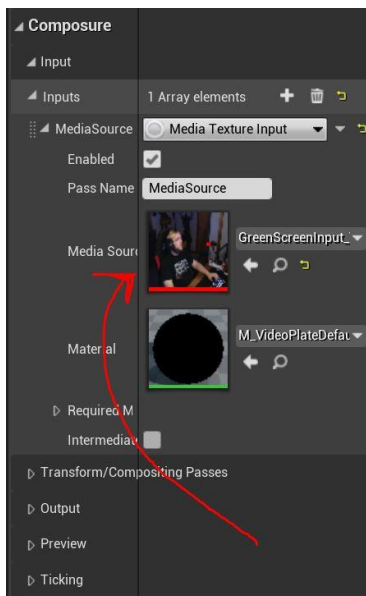 Composure
Input
Inputs 1 Array elements
MediaSource Media Texture Input
Enabled
Pass Name MediaSource
Media Sour GreenScreenInput_
Material M_VideoPlateDefau
Required M
Intermediat
Transform/Compositing Passes
Output
Preview
Ticking